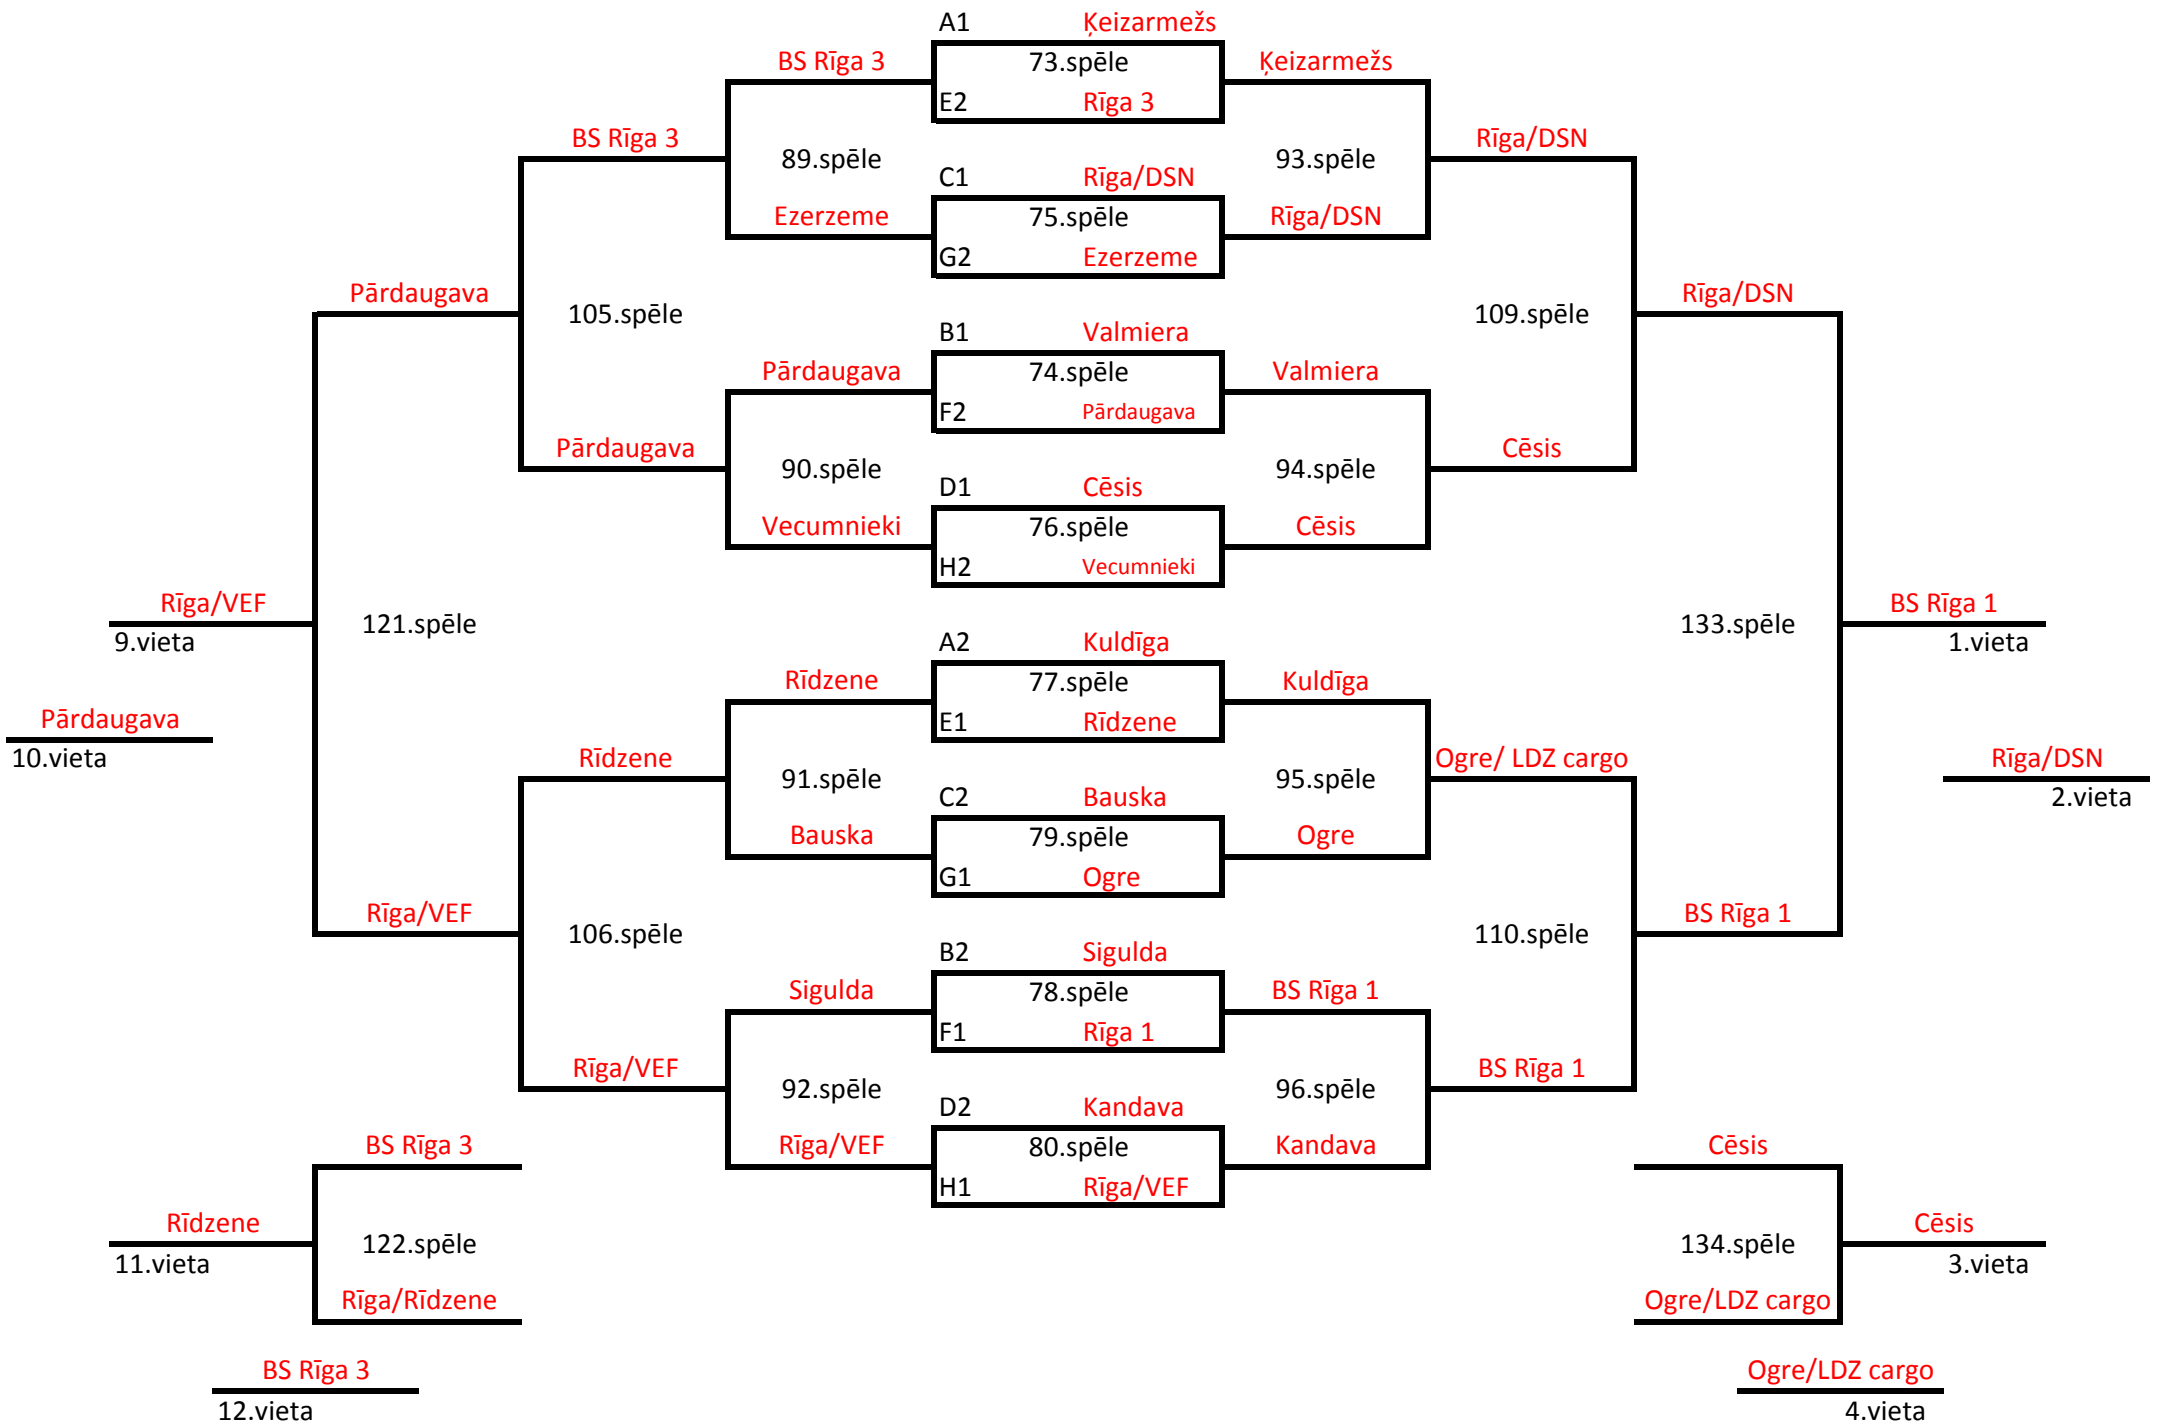 A1 Ķeizarmežs
BS Rīga 3 73.spēle Ķeizarmežs
E2 Rīga 3
BS Rīga 3 Rīga/DSN
89.spēle 93.spēle
C1 Rīga/DSN
Ezerzeme 75.spēle Rīga/DSN
G2 Ezerzeme
Pārdaugava Rīga/DSN
105.spēle 109.spēle
B1 Valmiera
Pārdaugava 74.spēle Valmiera
F2 Pārdaugava
Pārdaugava Cēsis
90.spēle 94.spēle
D1 Cēsis
Vecumnieki 76.spēle Cēsis
H2 Vecumnieki
Rīga/VEF BS Rīga 1
121.spēle 133.spēle
9.vieta A2 Kuldīga 1.vieta
Rīdzene 77.spēle Kuldīga
Pārdaugava E1 Rīdzene
10.vieta Rīdzene Ogre/ LDZ cargo Rīga/DSN
91.spēle 95.spēle
C2 Bauska 2.vieta
Bauska 79.spēle Ogre
G1 Ogre
Rīga/VEF BS Rīga 1
106.spēle 110.spēle
B2 Sigulda
Sigulda 78.spēle BS Rīga 1
F1 Rīga 1
Rīga/VEF BS Rīga 1
92.spēle 96.spēle
D2 Kandava
BS Rīga 3 Rīga/VEF 80.spēle Kandava Cēsis
H1 Rīga/VEF
Rīdzene Cēsis
122.spēle 134.spēle
11.vieta 3.vieta
Rīga/Rīdzene Ogre/LDZ cargo
BS Rīga 3 Ogre/LDZ cargo
12.vieta 4.vieta